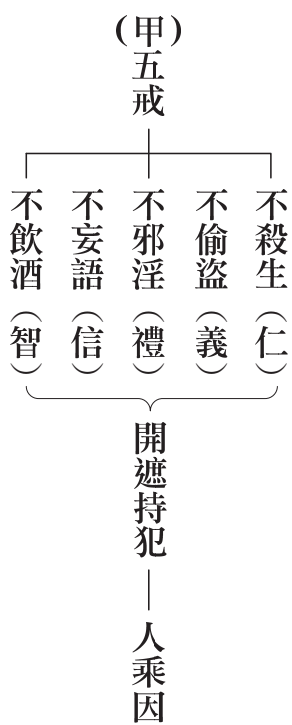 （甲）五戒
不殺生（仁）
不偷盜（義）
不邪淫（禮）
不妄語（信）
不飲酒（智）
開遮持犯
人乘因